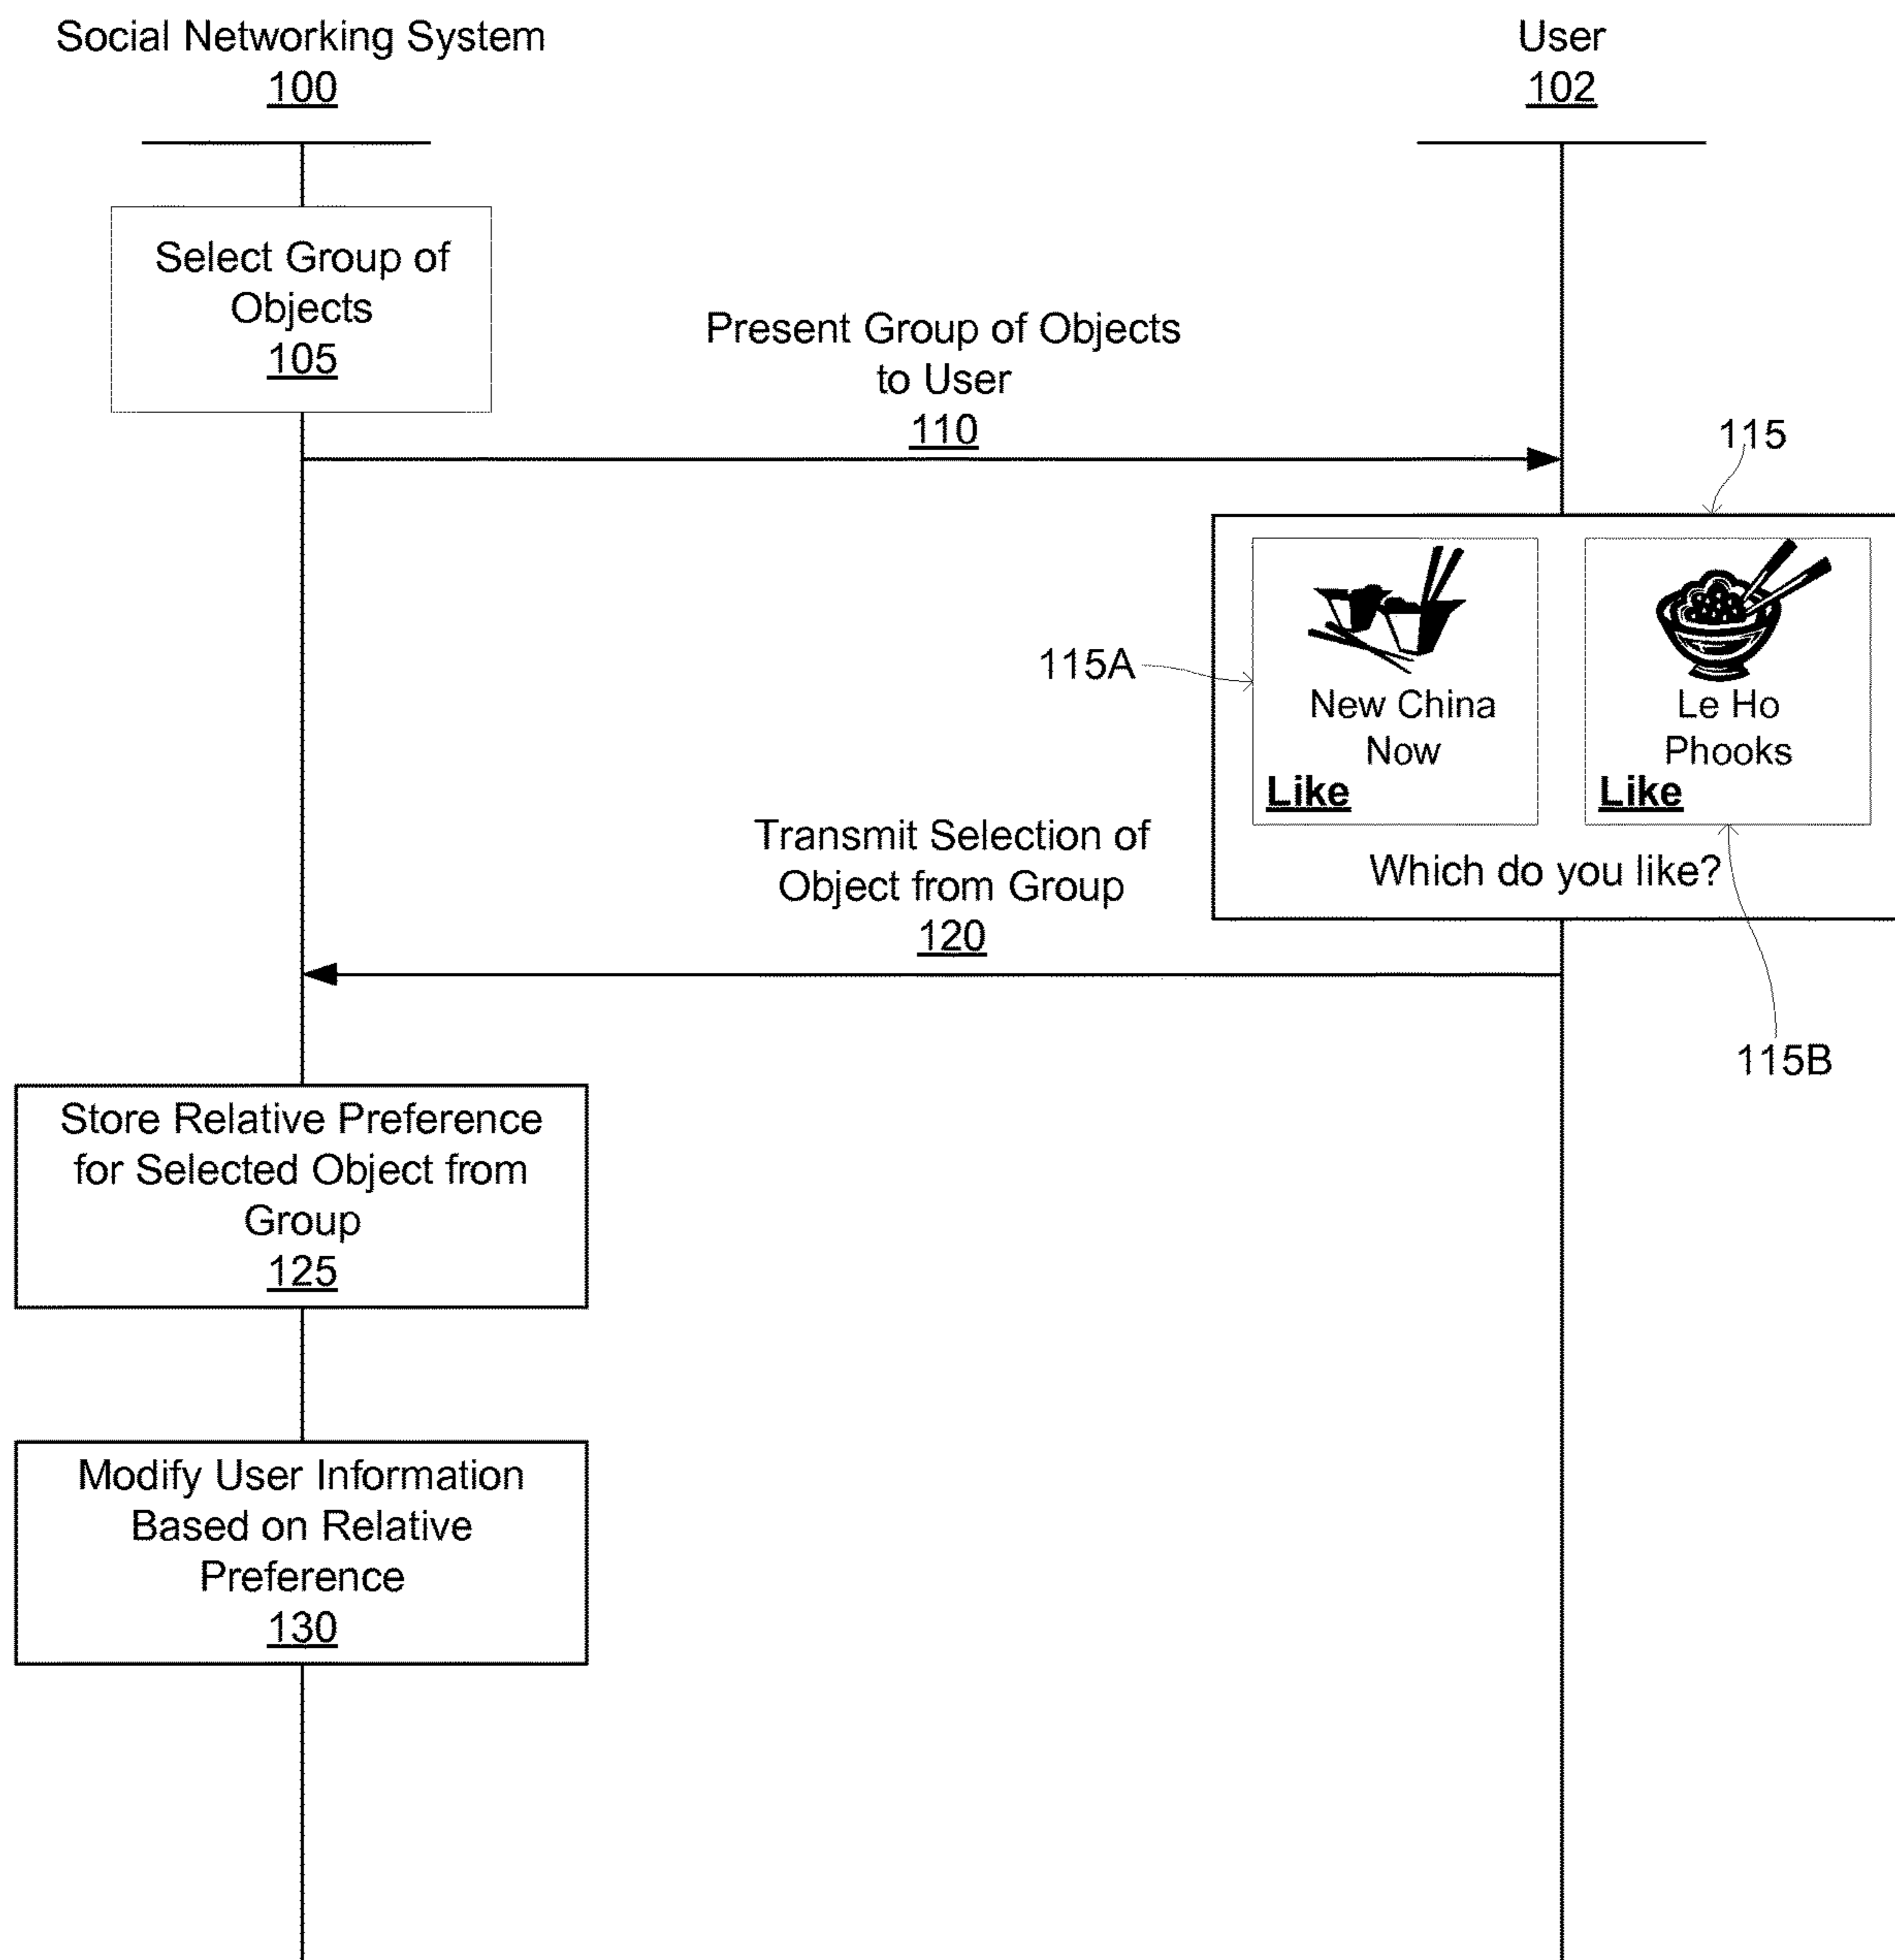 Social Networking System
100
User
102
Select Group of
Objects
105
Present Group of Objects
to User
110
115
115A
New China
Now
Like
Le Ho
Phooks
Like
Which do you like?
115B
Transmit Selection of
Object from Group
120
Store Relative Preference
for Selected Object from
Group
125
Modify User Information
Based on Relative
Preference
130